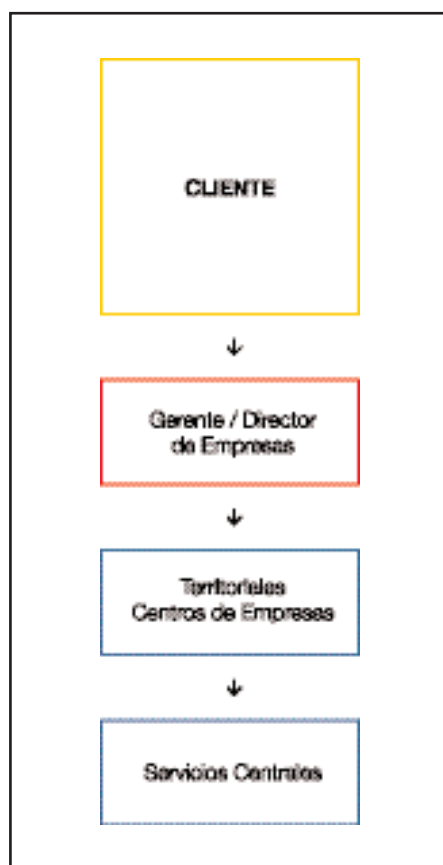 CLIENTE
Gerente / Director
de Empresas
Territoriales
Centros de Empresas
Servicios Centrales